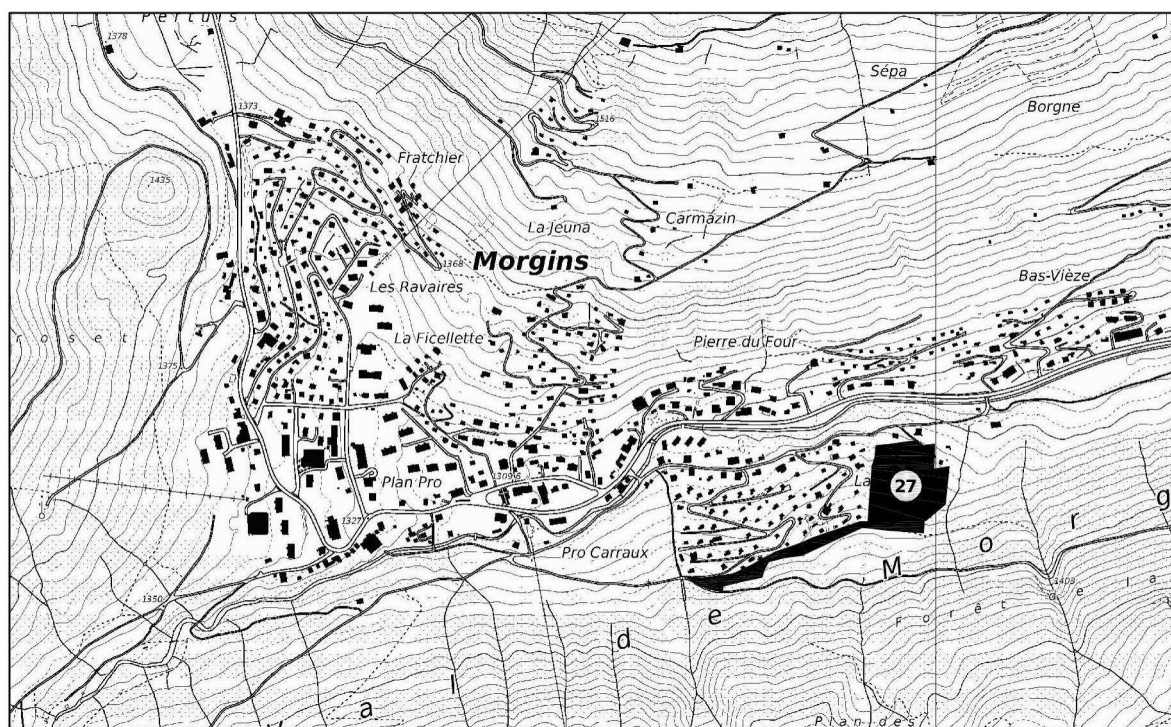 Pertuis
1378
Sépa
Borgne
1373
1516
Fratchier
1435
La Jeuna
Carmazin
1368
Morgins
Bas-Vièze
Les Ravaires
roset
La Ficellette
Pierre du Four
1375
1309.6
Plan Pro
La
27
1327
g
r
o
Pro Carraux
M
1403
1350
Forêt de la
e
d
l
a
Plan des